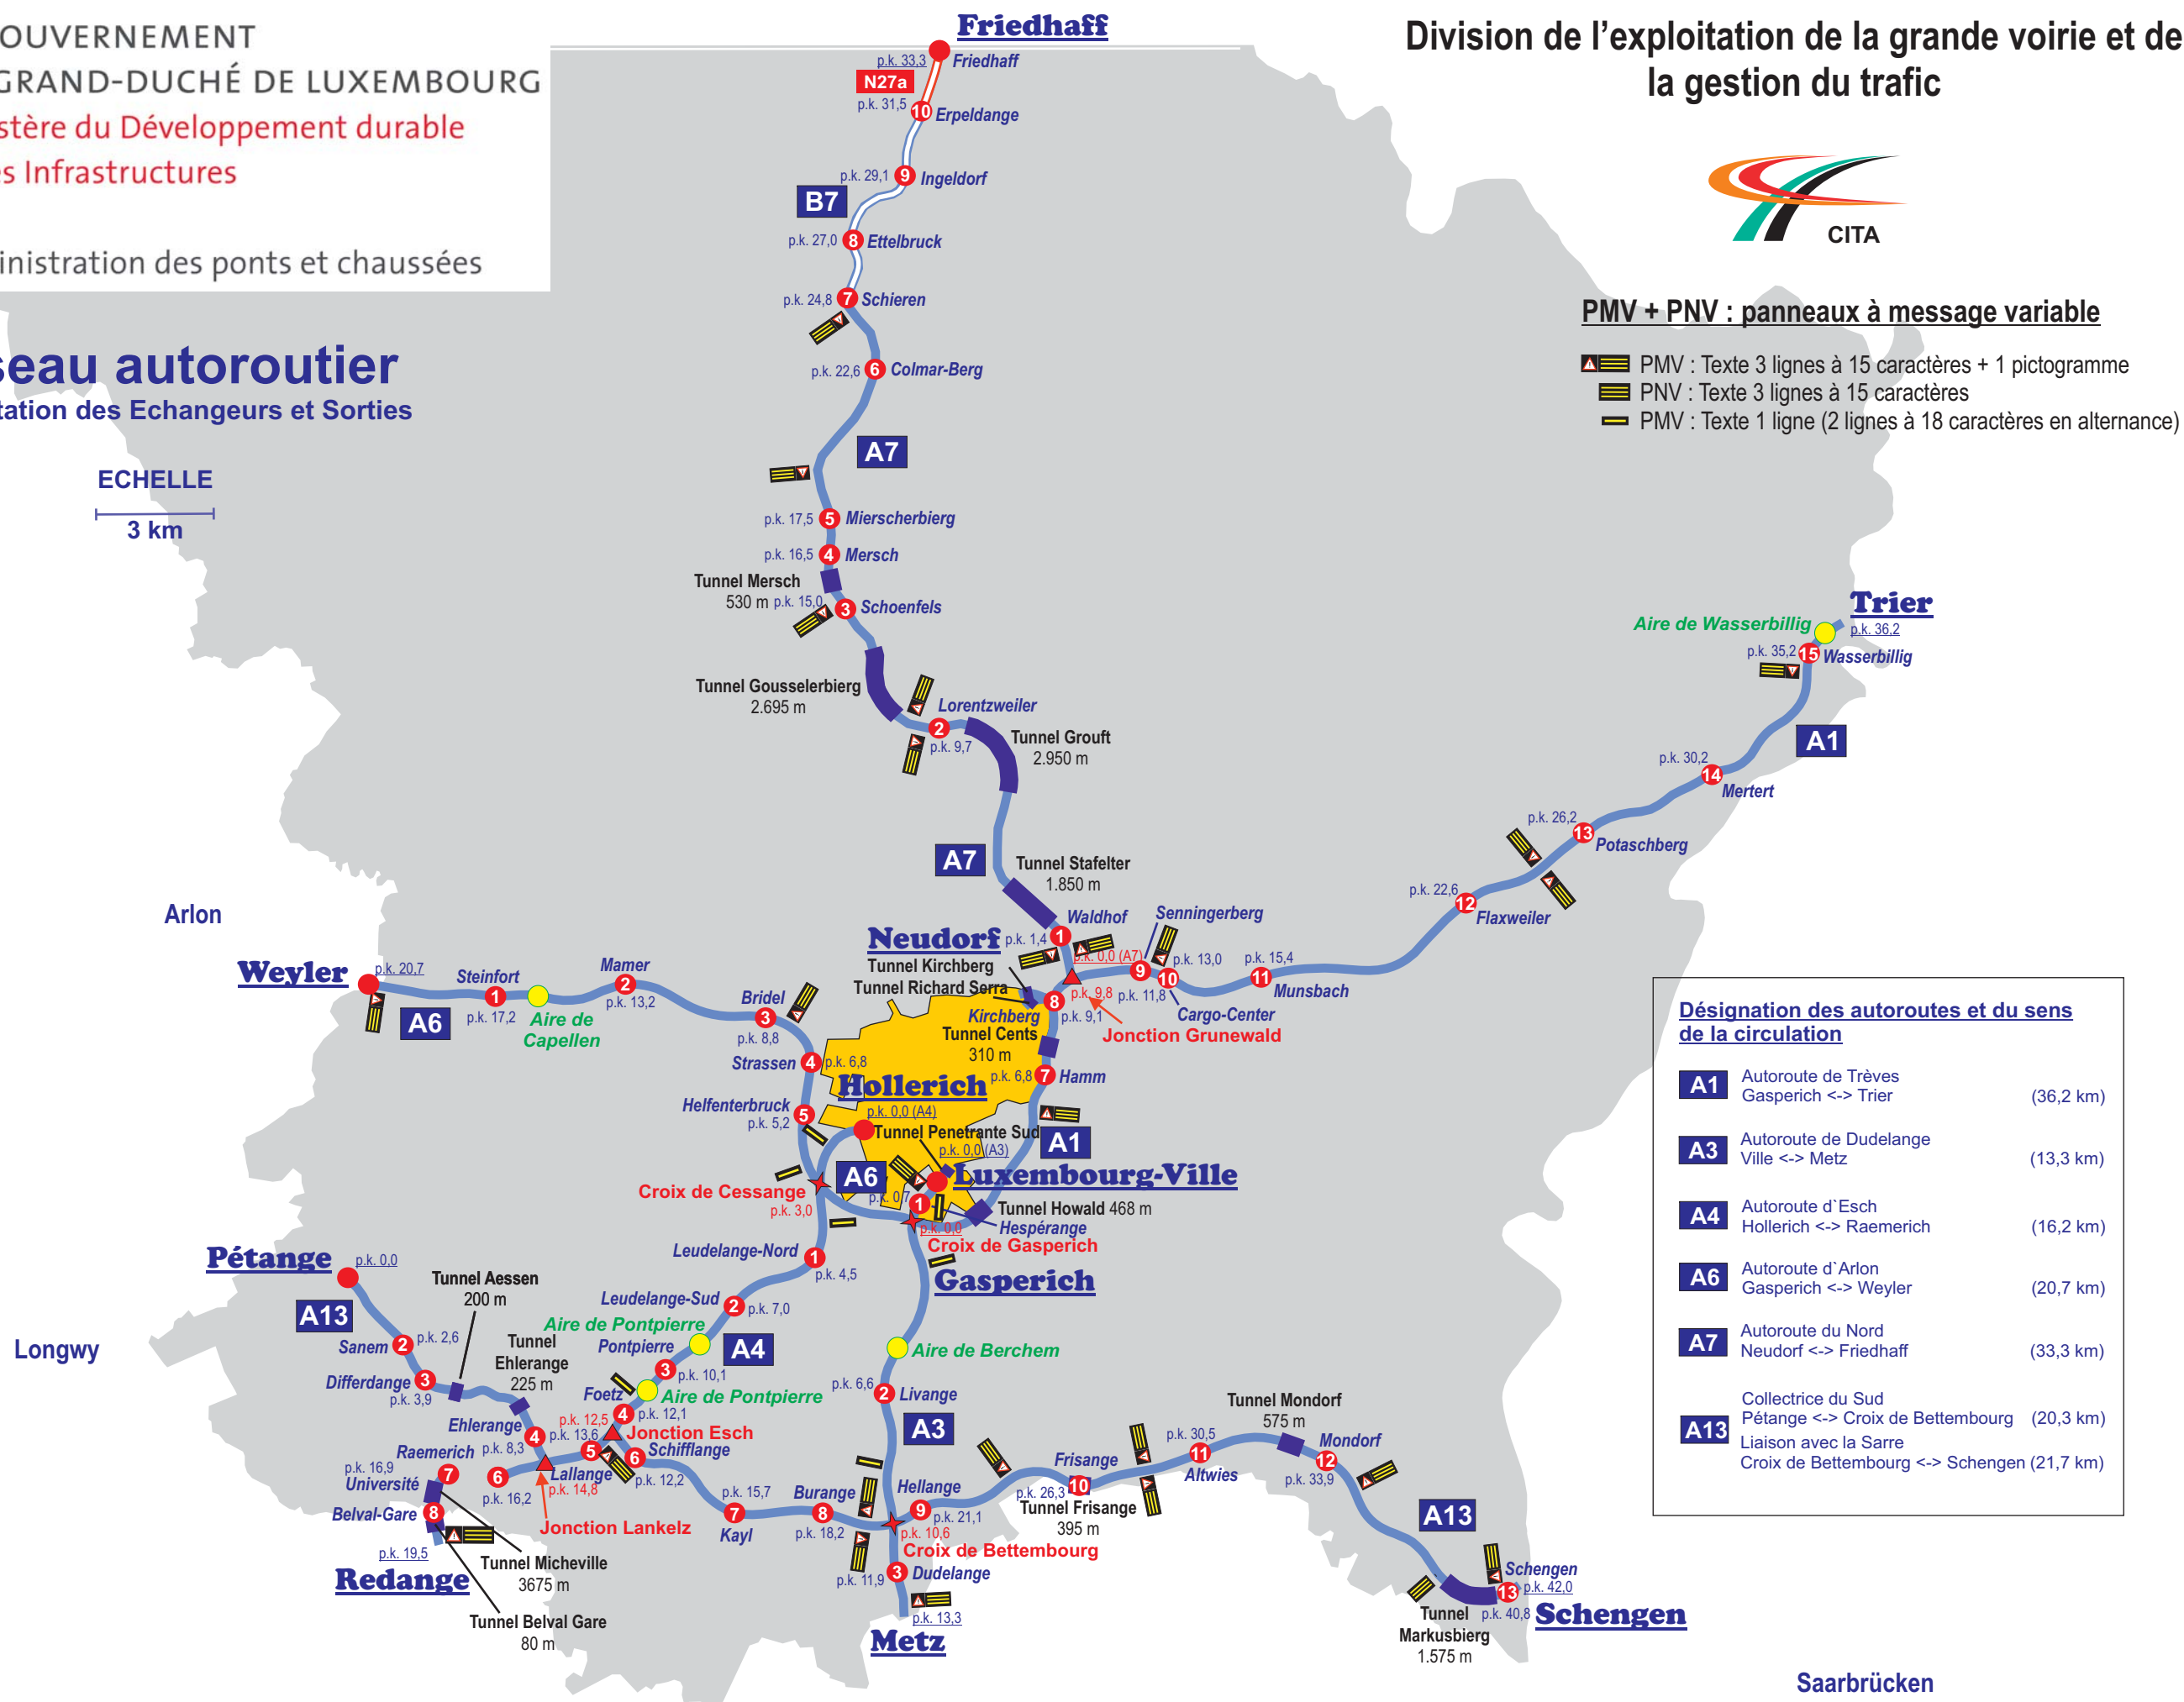 OUVERNEMENT
GRAND-DUCHÉ DE LUXEMBOURG
stère du Développement durable
es Infrastructures
inistration des ponts et chaussées
seau autoroutier
tation des Echangeurs et Sorties
ECHELLE
3 km
Division de l’exploitation de la grande voirie et de
la gestion du trafic
CITA
PMV + PNV : panneaux à message variable
PMV : Texte 3 lignes à 15 caractères + 1 pictogramme
PNV : Texte 3 lignes à 15 caractères
PMV : Texte 1 ligne (2 lignes à 18 caractères en alternance)
Friedhaff
p.k. 33,3 Friedhaff
N27a
p.k. 31,5 10 Erpeldange
p.k. 29,1 9 Ingeldorf
B7
p.k. 27,0 8 Ettelbruck
p.k. 24,8 7 Schieren
p.k. 22,6 6 Colmar-Berg
A7
p.k. 17,5 5 Mierscherbierg
p.k. 16,5 4 Mersch
Tunnel Mersch
530 m p.k. 15,0 3 Schoenfels
Tunnel Gousselerbierg
2.695 m
Lorentzweiler
2
p.k. 9,7
Tunnel Grouft
2.950 m
A7
Tunnel Stafelter
1.850 m
Trier
p.k. 36,2
Aire de Wasserbillig
p.k. 35,2 15 Wasserbillig
A1
p.k. 30,2
14
Mertert
p.k. 26,2
13
Potaschberg
p.k. 22,6
12
Flaxweiler
Waldhof
Senningerberg
Neudorf p.k. 1,4 1
p.k. 0,0 (A7)
9
p.k. 13,0
10
p.k. 15,4
11
Munsbach
Tunnel Kirchberg
Tunnel Richard Serra
p.k. 9,8 p.k. 11,8
Cargo-Center
8
Kirchberg p.k. 9,1
Jonction Grunewald
Tunnel Cents
310 m
p.k. 6,8 7 Hamm
Arlon
Weyler
p.k. 20,7
Steinfort
1
p.k. 17,2
A6
Aire de
Capellen
Mamer
2
p.k. 13,2
Bridel
3
p.k. 8,8
Strassen 4 p.k. 6,8
Hollerich
Helfenterbruck 5
p.k. 5,2
p.k. 0,0 (A4)
Tunnel Penetrante Sud
p.k. 0,0 (A3)
A1
A6
Luxembourg-Ville
p.k. 0,7 1
Tunnel Howald 468 m
Hespérange
p.k. 0,0
Croix de Gasperich
Croix de Cessange
p.k. 3,0
Gasperich
Leudelange-Nord 1
p.k. 4,5
Leudelange-Sud 2 p.k. 7,0
Aire de Pontpierre
Pontpierre
3
p.k. 10,1
A4
Foetz
Aire de Pontpierre
4 p.k. 12,1
p.k. 12,5
Jonction Esch
p.k. 13,6
5
Lallange
6 Schifflange
p.k. 12,2
Pétange
p.k. 0,0
A13
Longwy
Sanem 2 p.k. 2,6
Differdange 3
p.k. 3,9
Tunnel Aessen
200 m
Tunnel
Ehlerange
225 m
Ehlerange 4
p.k. 8,3
Raemerich
6
p.k. 16,2
p.k. 14,8
Jonction Lankelz
p.k. 16,9
Université
7
Belval-Gare 8
p.k. 19,5
Redange
Tunnel Micheville
3675 m
Tunnel Belval Gare
80 m
p.k. 15,7
7
Kayl
Burange 8
p.k. 18,2
Aire de Berchem
p.k. 6,6 2 Livange
A3
Hellange
9
p.k. 21,1
p.k. 10,6
Croix de Bettembourg
p.k. 11,9 3 Dudelange
p.k. 13,3
Metz
Frisange
p.k. 26,3 10
Tunnel Frisange
395 m
p.k. 30,5
11
Altwies
Tunnel Mondorf
575 m
Mondorf
12
p.k. 33,9
A13
Schengen
13 p.k. 42,0
p.k. 40,8
Schengen
Tunnel
Markusbierg
1.575 m
Saarbrücken
Désignation des autoroutes et du sens
de la circulation
A1 Autoroute de Trèves
Gasperich <-> Trier (36,2 km)
A3 Autoroute de Dudelange
Ville <-> Metz (13,3 km)
A4 Autoroute d`Esch
Hollerich <-> Raemerich (16,2 km)
A6 Autoroute d`Arlon
Gasperich <-> Weyler (20,7 km)
A7 Autoroute du Nord
Neudorf <-> Friedhaff (33,3 km)
A13 Collectrice du Sud
Pétange <-> Croix de Bettembourg (20,3 km)
Liaison avec la Sarre
Croix de Bettembourg <-> Schengen (21,7 km)